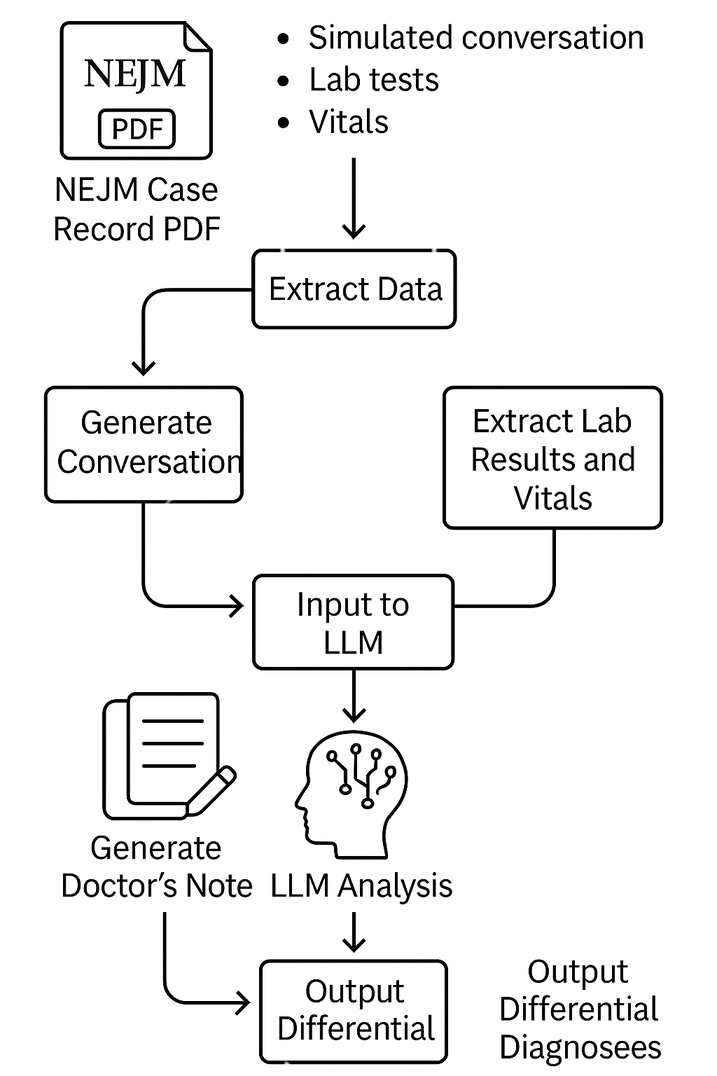 NEJM
PDF
NEJM Case
Record PDF
• Simulated conversation
• Lab tests
• Vitals
Extract Data
Generate
Conversation
Extract Lab
Results and
Vitals
Input to
LLM
Generate
Doctor's Note
LLM Analysis
Output
Differential
Output
Differential
Diagnosees